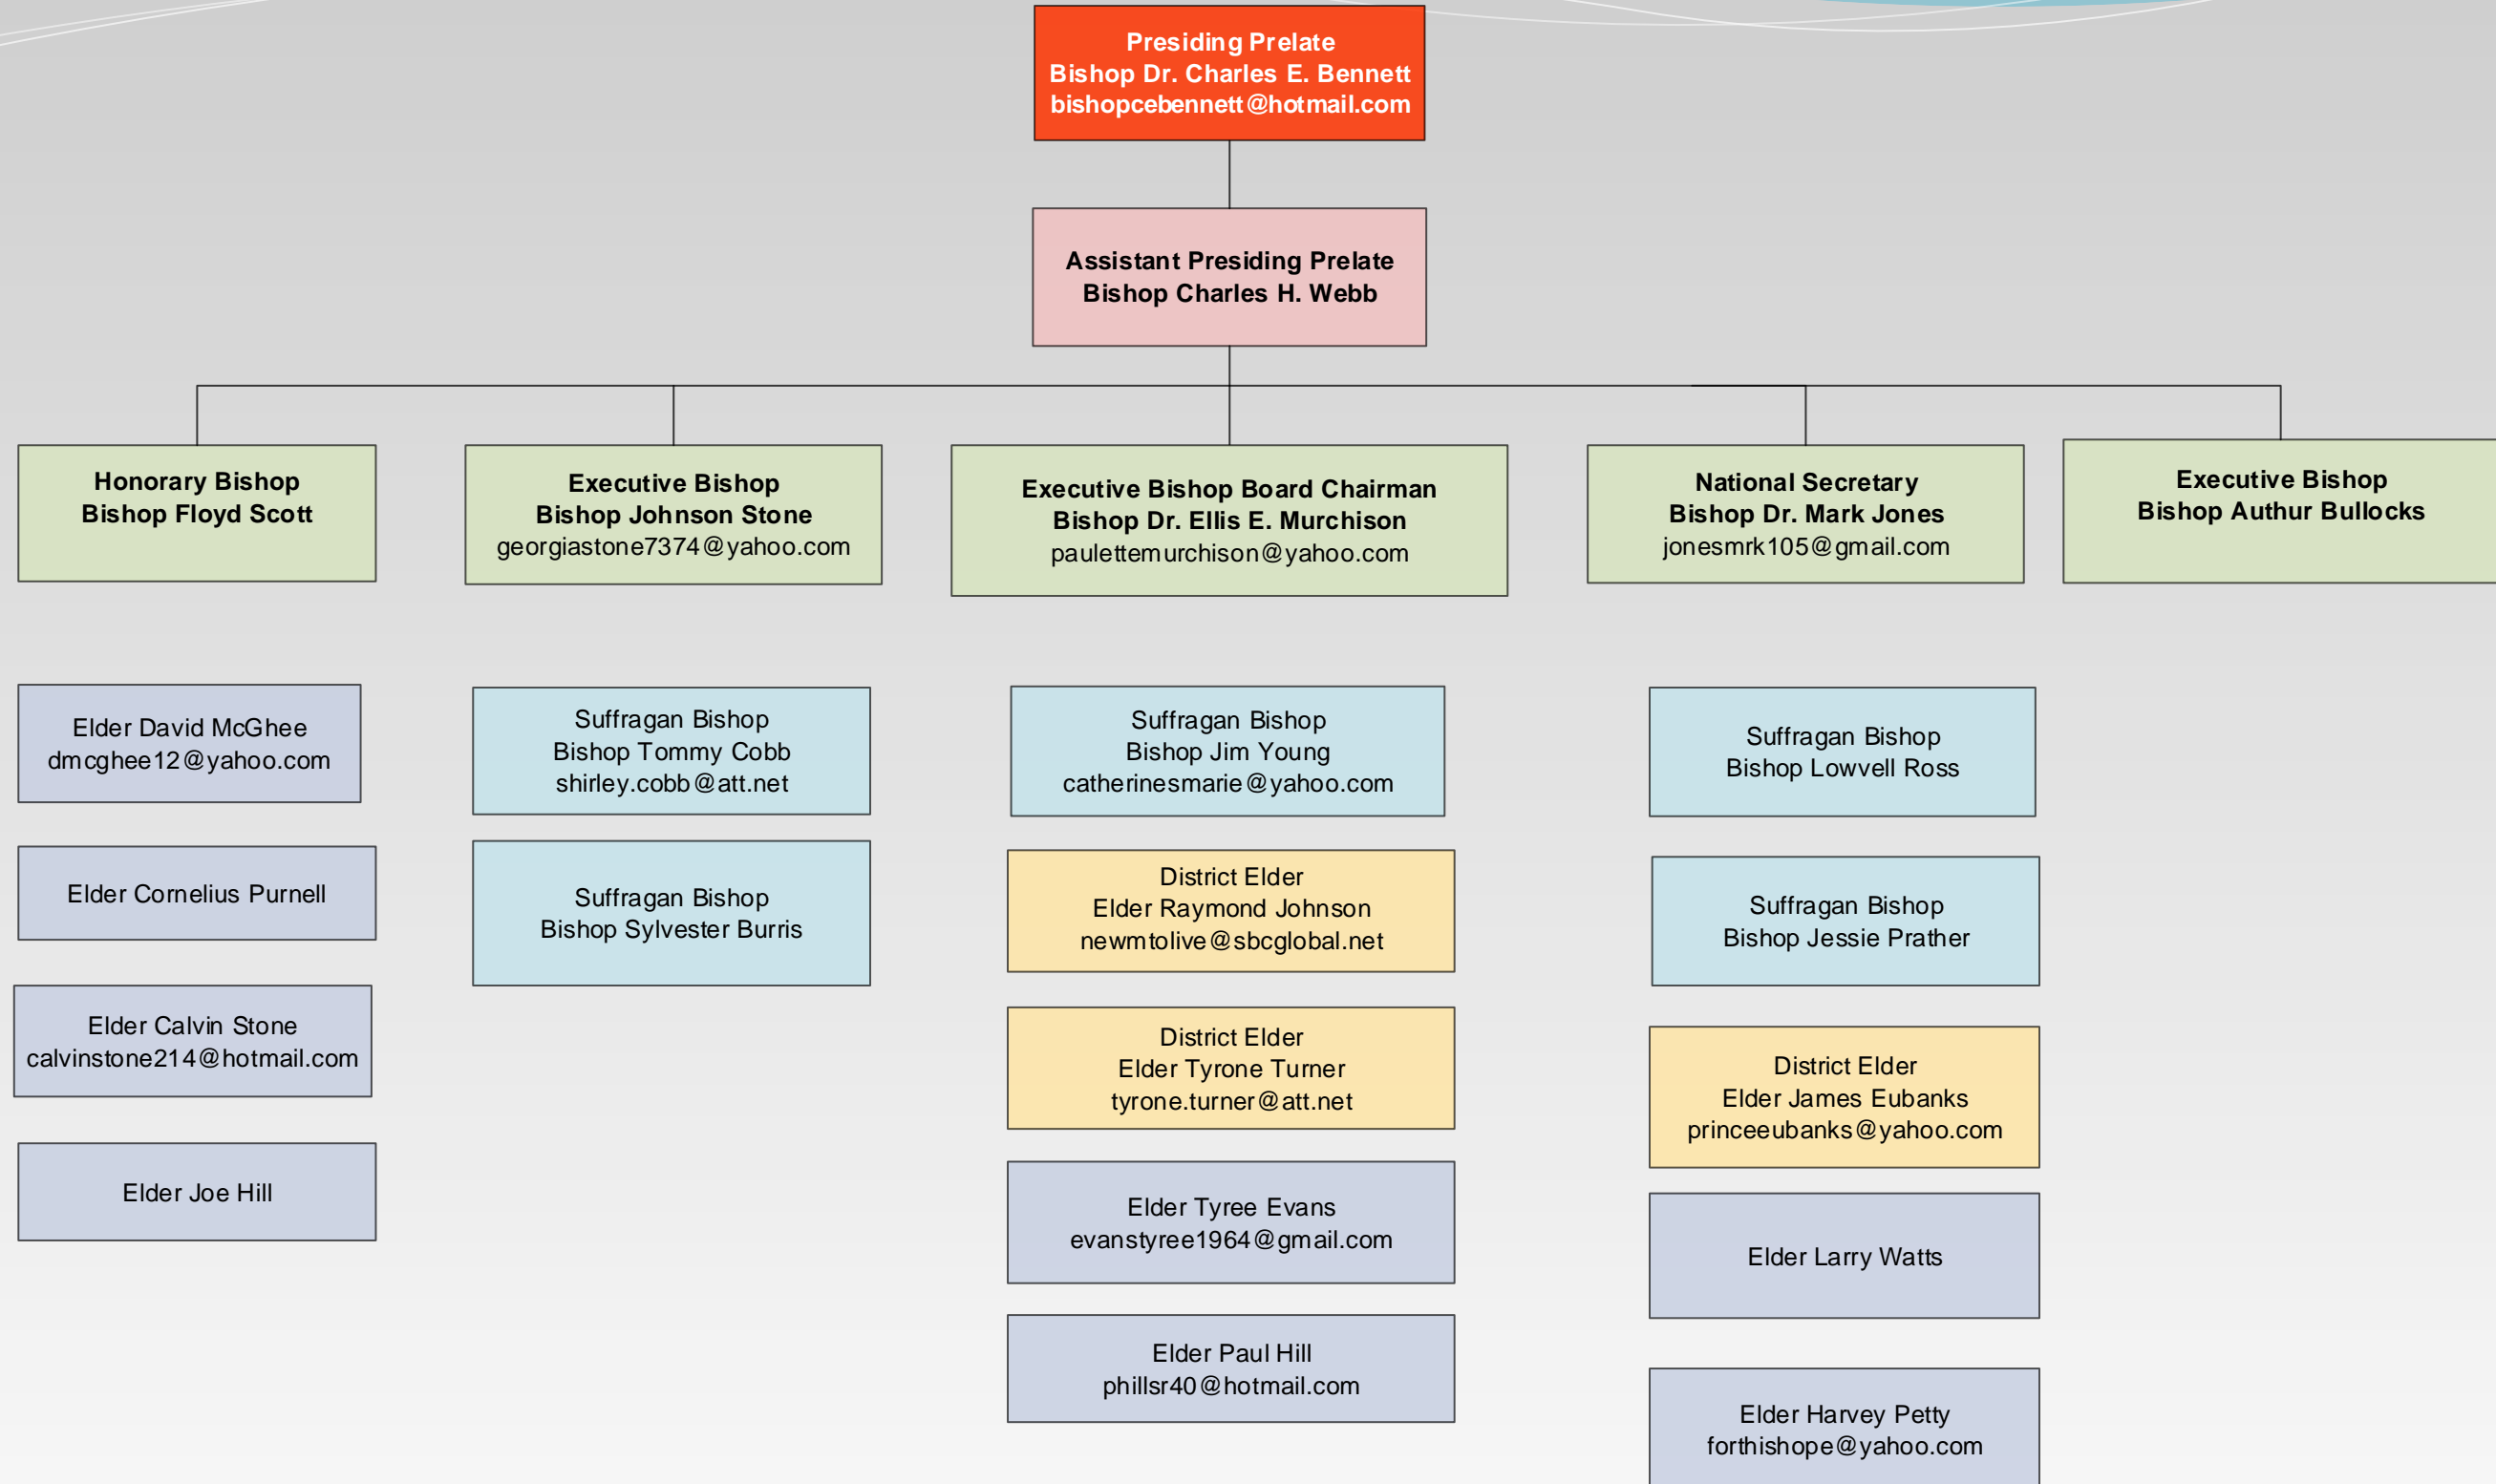 Presiding Prelate
Bishop Dr. Charles E. Bennett
bishopcebennett@hotmail.com
Assistant Presiding Prelate
Bishop Charles H. Webb
Honorary Bishop
Bishop Floyd Scott
Executive Bishop
Bishop Johnson Stone
georgiastone7374@yahoo.com
Executive Bishop Board Chairman
Bishop Dr. Ellis E. Murchison
paulettemurchison@yahoo.com
National Secretary
Bishop Dr. Mark Jones
jonesmrk105@gmail.com
Executive Bishop
Bishop Authur Bullocks
Elder David McGhee
dmcghee12@yahoo.com
Elder Cornelius Purnell
Elder Calvin Stone
calvinstone214@hotmail.com
Elder Joe Hill
Suffragan Bishop
Bishop Tommy Cobb
shirley.cobb@att.net
Suffragan Bishop
Bishop Sylvester Burris
Suffragan Bishop
Bishop Jim Young
catherinesmarie@yahoo.com
District Elder
Elder Raymond Johnson
newmtolive@sbcglobal.net
District Elder
Elder Tyrone Turner
tyrone.turner@att.net
Elder Tyree Evans
evanstyree1964@gmail.com
Elder Paul Hill
phillsr40@hotmail.com
Suffragan Bishop
Bishop Lowvell Ross
Suffragan Bishop
Bishop Jessie Prather
District Elder
Elder James Eubanks
princeeubanks@yahoo.com
Elder Larry Watts
Elder Harvey Petty
forthishope@yahoo.com